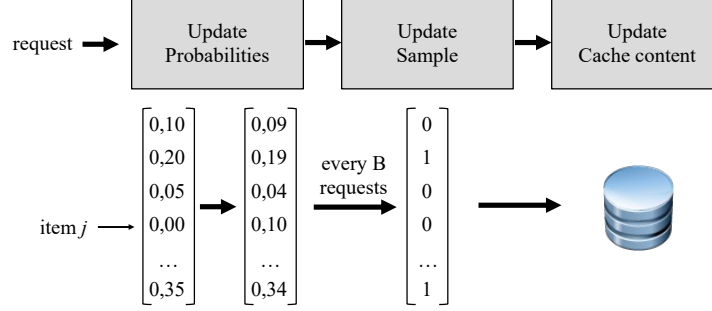 request
Update
Probabilities
Update
Sample
Update
Cache content
0,10
0,20
0,05
0,00
…
0,35
0,09
0,19
0,04
0,10
…
0,34
every B
requests
0
1
0
0
…
1
item j